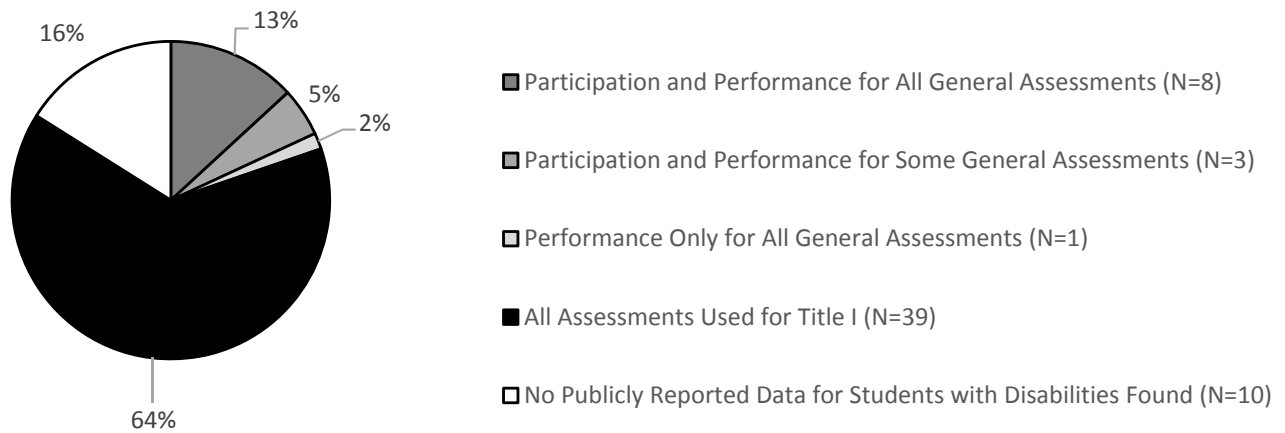 13%
16%
5%
2%
64%
Participation and Performance for All General Assessments (N=8)
Participation and Performance for Some General Assessments (N=3)
Performance Only for All General Assessments (N=1)
All Assessments Used for Title I (N=39)
No Publicly Reported Data for Students with Disabilities Found (N=10)